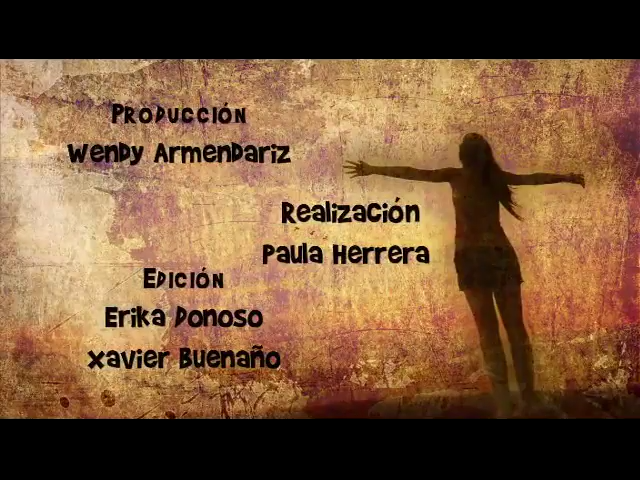 Producción
Wendy Armendariz
Realización
Paula Herrera
Edición
Erika Donoso
Xavier Buenaño